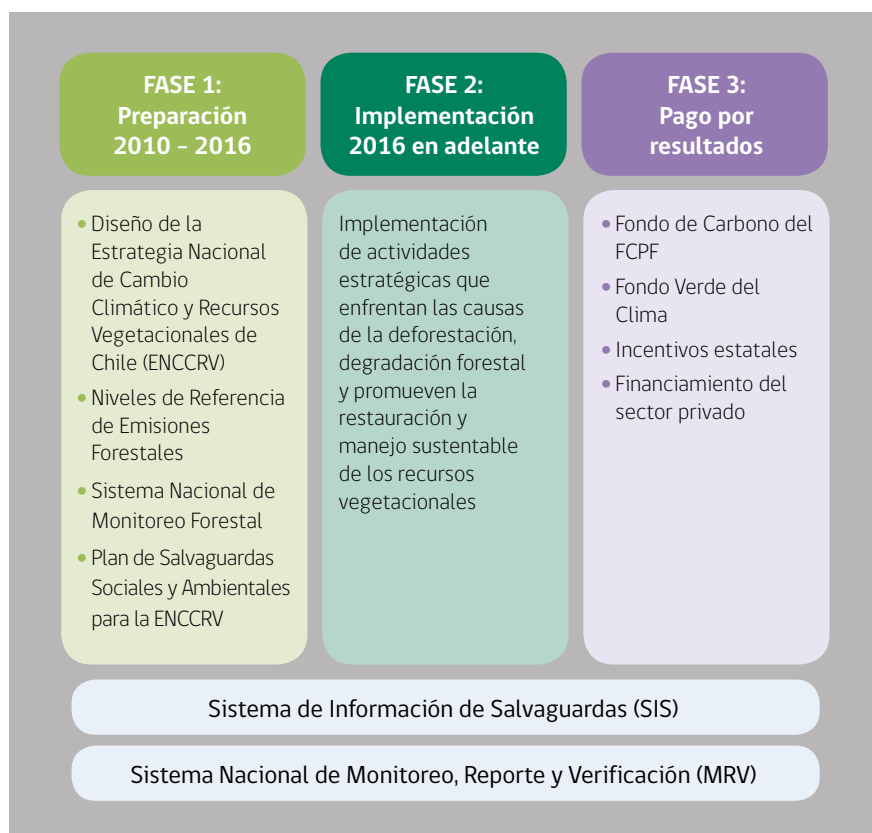 FASE 1:
Preparación
2010 – 2016
• Diseño de la
Estrategia Nacional
de Cambio
Climático y Recursos
Vegetacionales de
Chile (ENCCRV)
• Niveles de Referencia
de Emisiones
Forestales
• Sistema Nacional de
Monitoreo Forestal
• Plan de Salvaguardas
Sociales y Ambientales
para la ENCCRV
FASE 2:
Implementación
2016 en adelante
Implementación
de actividades
estratégicas que
enfrentan las causas
de la deforestación,
degradación forestal
y promueven la
restauración y
manejo sustentable
de los recursos
vegetacionales
FASE 3:
Pago por
resultados
• Fondo de Carbono del
FCPF
• Fondo Verde del
Clima
• Incentivos estatales
• Financiamiento del
sector privado
Sistema de Información de Salvaguardas (SIS)
Sistema Nacional de Monitoreo, Reporte y Verificación (MRV)